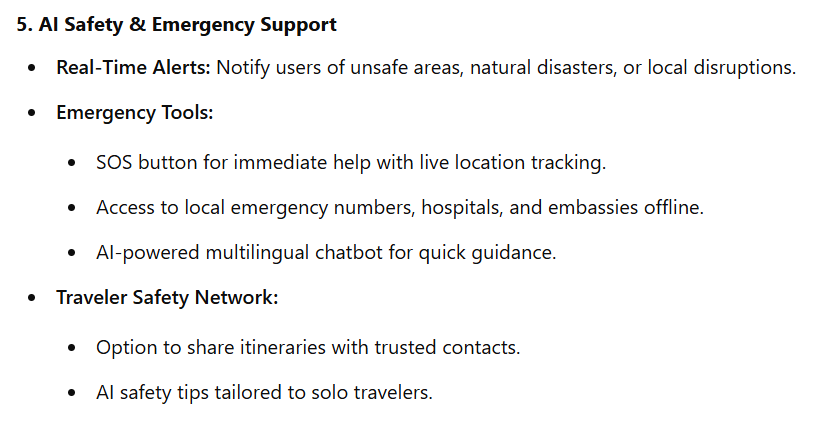 5. AI Safety & Emergency Support
• Real-Time Alerts: Notify users of unsafe areas, natural disasters, or local disruptions.
• Emergency Tools:
• SOS button for immediate help with live location tracking.
• Access to local emergency numbers, hospitals, and embassies offline.
• AI-powered multilingual chatbot for quick guidance.
• Traveler Safety Network:
• Option to share itineraries with trusted contacts.
• AI safety tips tailored to solo travelers.